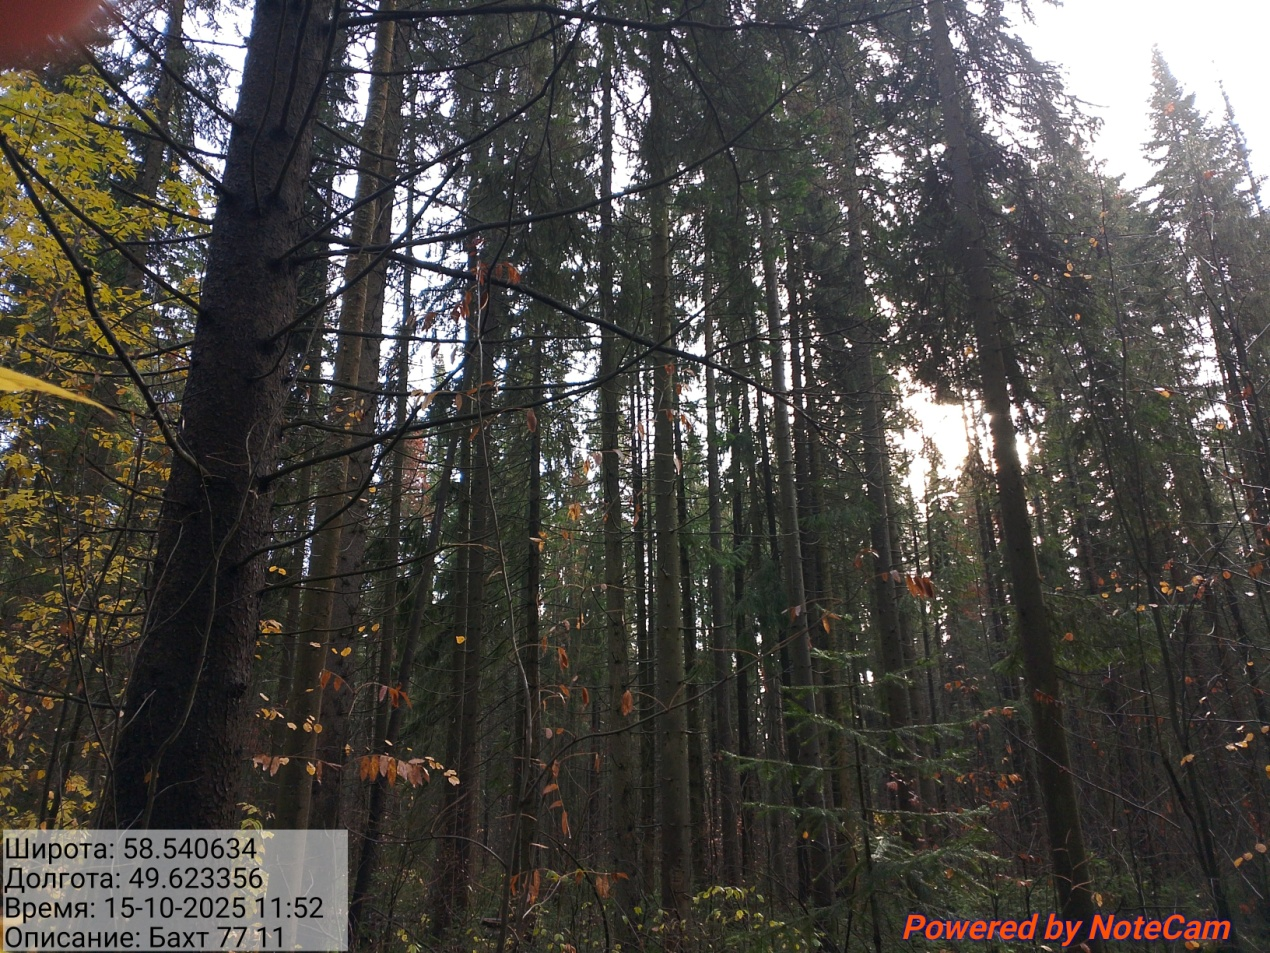 Широта: 58.540634
Долгота: 49.623356
Время: 15-10-2025 11:52
Описание: Бахт 77 11
Powered by NoteCam